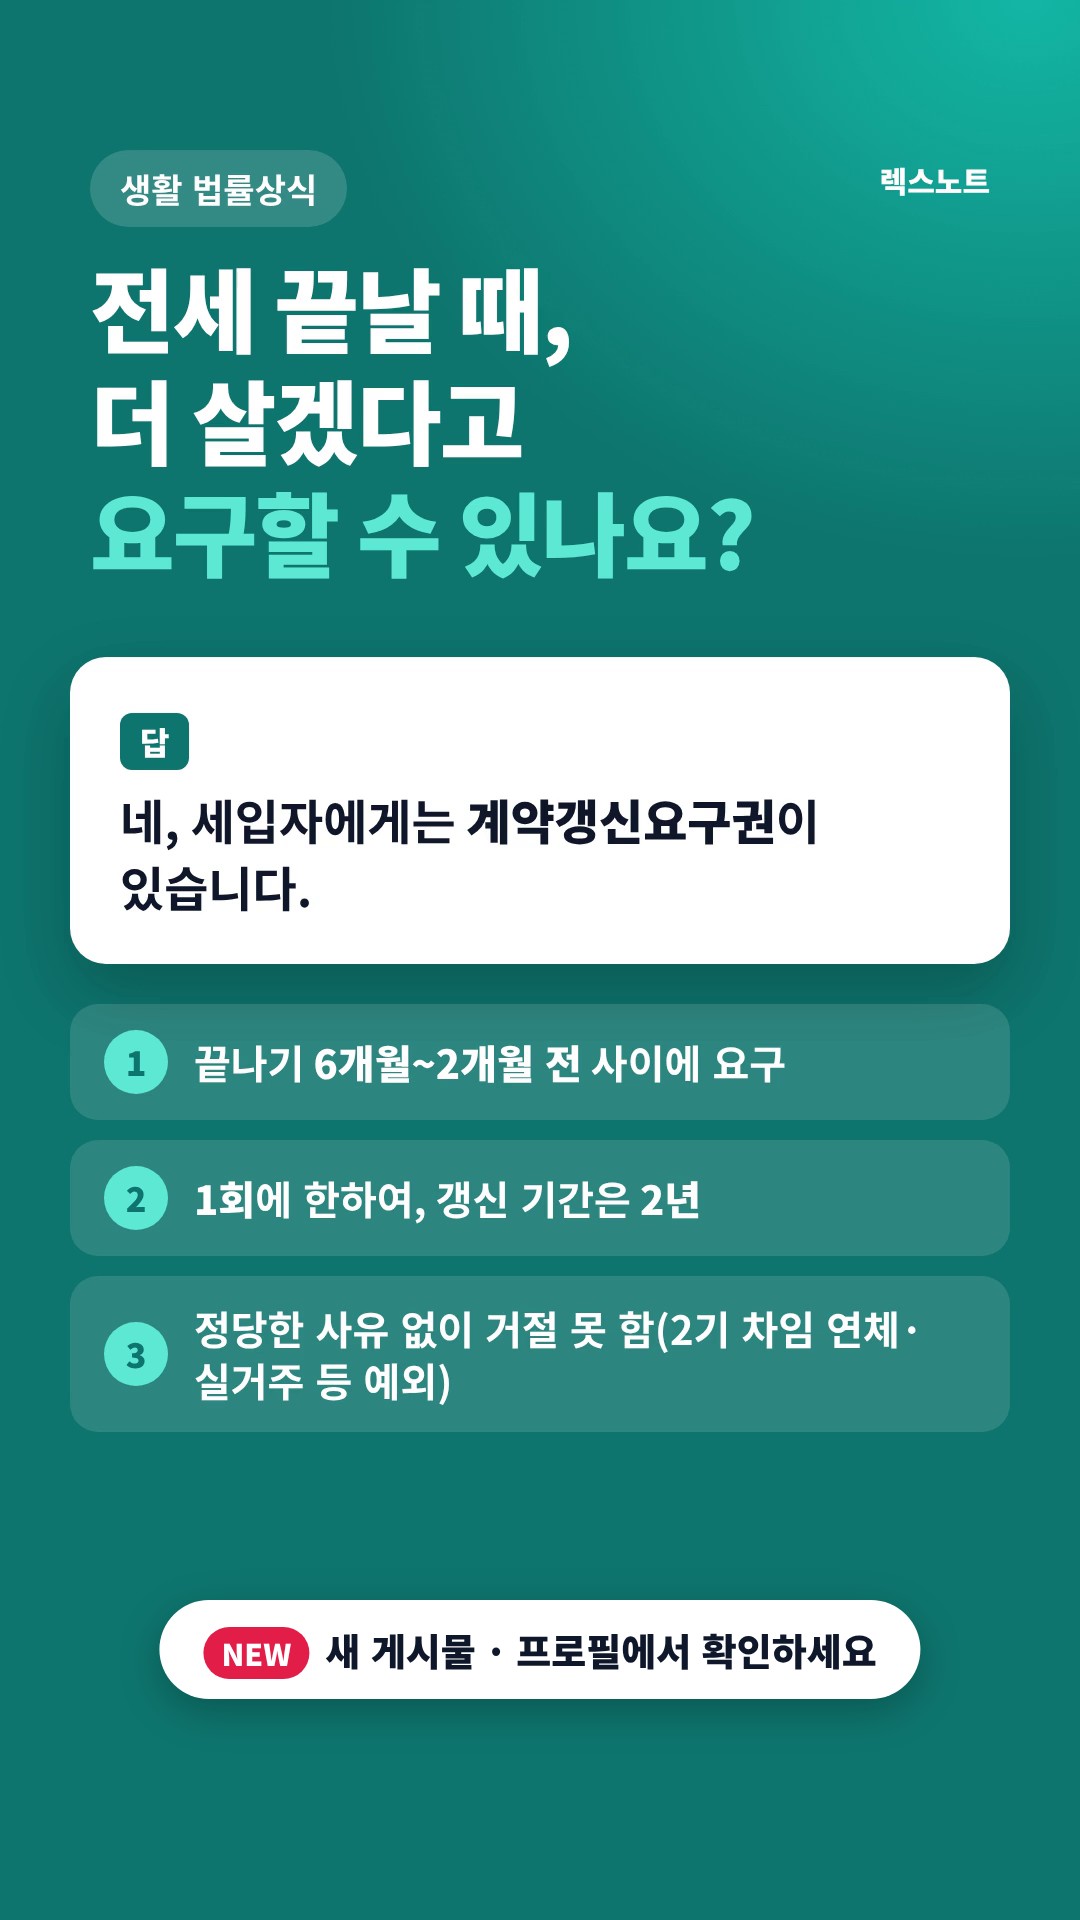 생활 법률상식
렉스노트
전세 끝날 때,
더 살겠다고
요구할 수 있나요?
답
네, 세입자에게는 계약갱신요구권이
있습니다.
1 끝나기 6개월~2개월 전 사이에 요구
2 1회에 한하여, 갱신 기간은 2년
3 정당한 사유 없이 거절 못 함(2기 차임 연체·
실거주 등 예외)
NEW 새 게시물 · 프로필에서 확인하세요